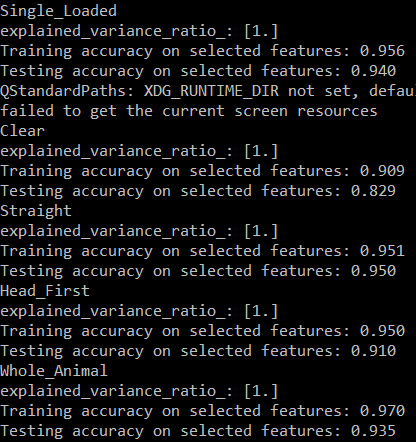 Single_Loaded
explained_variance_ratio_: [1.]
Training accuracy on selected features: 0.956
Testing accuracy on selected features: 0.940
QStandardPaths: XDG_RUNTIME_DIR not set, defau
failed to get the current screen resources
Clear
explained_variance_ratio_: [1.]
Training accuracy on selected features: 0.909
Testing accuracy on selected features: 0.829
Straight
explained_variance_ratio_: [1.]
Training accuracy on selected features: 0.951
Testing accuracy on selected features: 0.950
Head_First
explained_variance_ratio_: [1.]
Training accuracy on selected features: 0.950
Testing accuracy on selected features: 0.910
Whole_Animal
explained_variance_ratio_: [1.]
Training accuracy on selected features: 0.970
Testing accuracy on selected features: 0.935